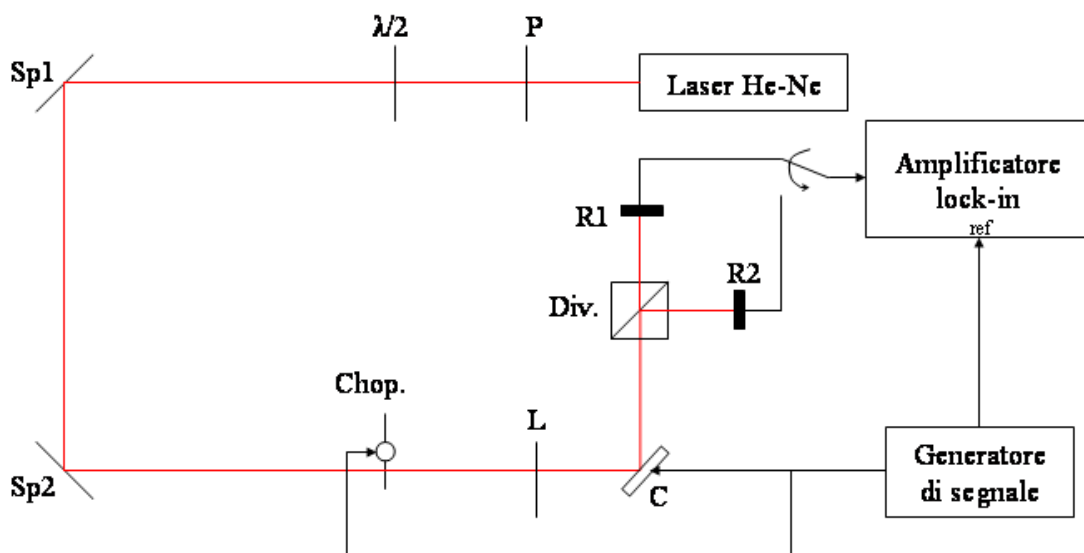 λ/2
P
Sp1
Laser He-Ne
Amplificatore
lock-in
ref
R1
R2
Div.
Chop.
L
Sp2
C
Generatore
di segnale